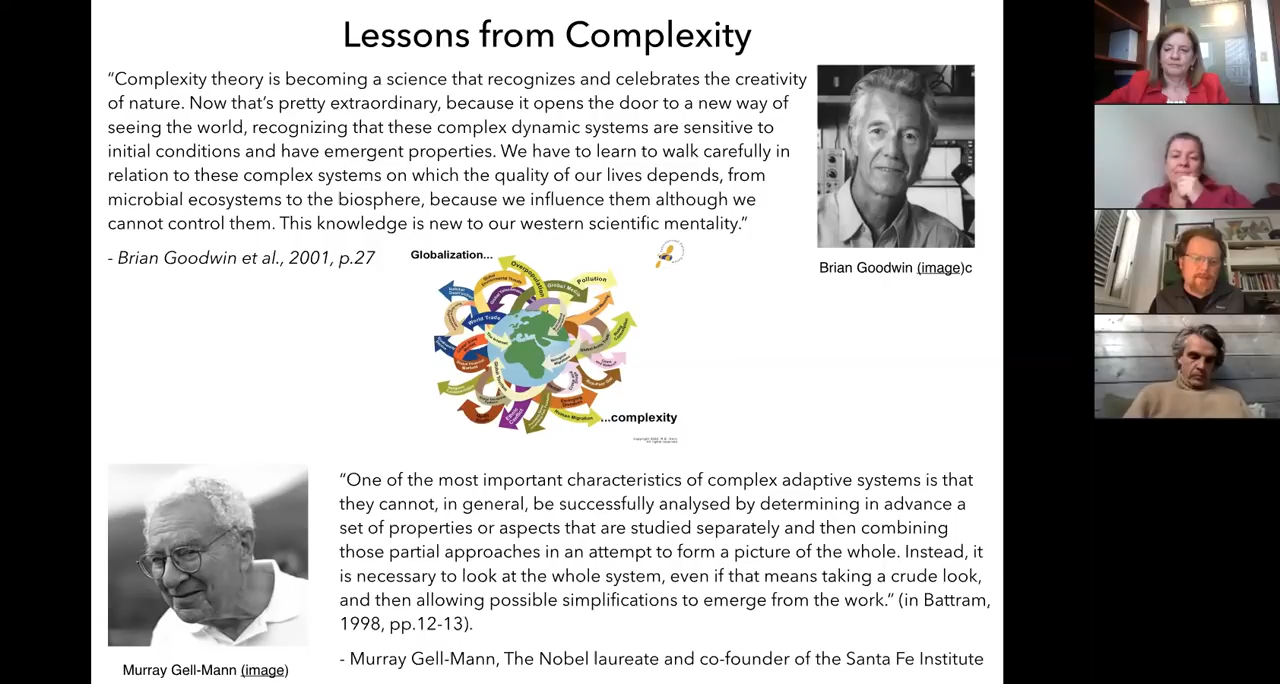 Lessons from Complexity
“Complexity theory is becoming a science that recognizes and celebrates the creativity
of nature. Now that’s pretty extraordinary, because it opens the door to a new way of
seeing the world, recognizing that these complex dynamic systems are sensitive to
initial conditions and have emergent properties. We have to learn to walk carefully in
relation to these complex systems on which the quality of our lives depends, from
microbial ecosystems to the biosphere, because we influence them although we
cannot control them. This knowledge is new to our western scientific mentality.”
- Brian Goodwin et al., 2001, p.27
Brian Goodwin (image)c
Globalization...
Overpopulation
Pollution
Global Media
World Trade
Human Migration
...complexity
“One of the most important characteristics of complex adaptive systems is that
they cannot, in general, be successfully analysed by determining in advance a
set of properties or aspects that are studied separately and then combining
those partial approaches in an attempt to form a picture of the whole. Instead, it
is necessary to look at the whole system, even if that means taking a crude look,
and then allowing possible simplifications to emerge from the work.” (in Battram,
1998, pp.12-13).
- Murray Gell-Mann, The Nobel laureate and co-founder of the Santa Fe Institute
Murray Gell-Mann (image)